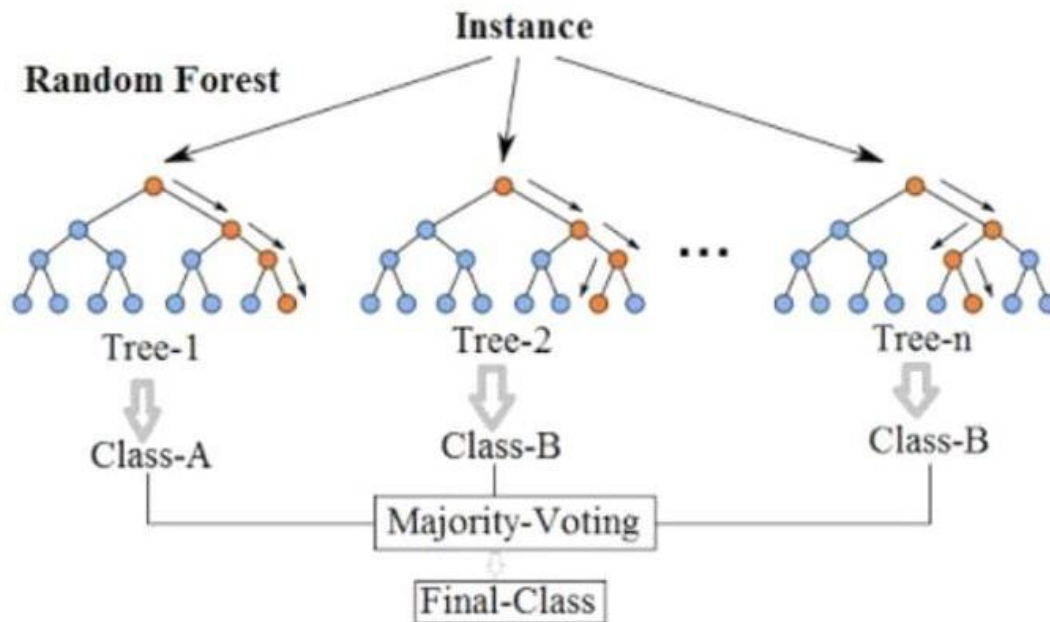 Instance
Random Forest
...
Tree-1
Tree-2
Tree-n
Class-A
Class-B
Class-B
Majority-Voting
Final-Class